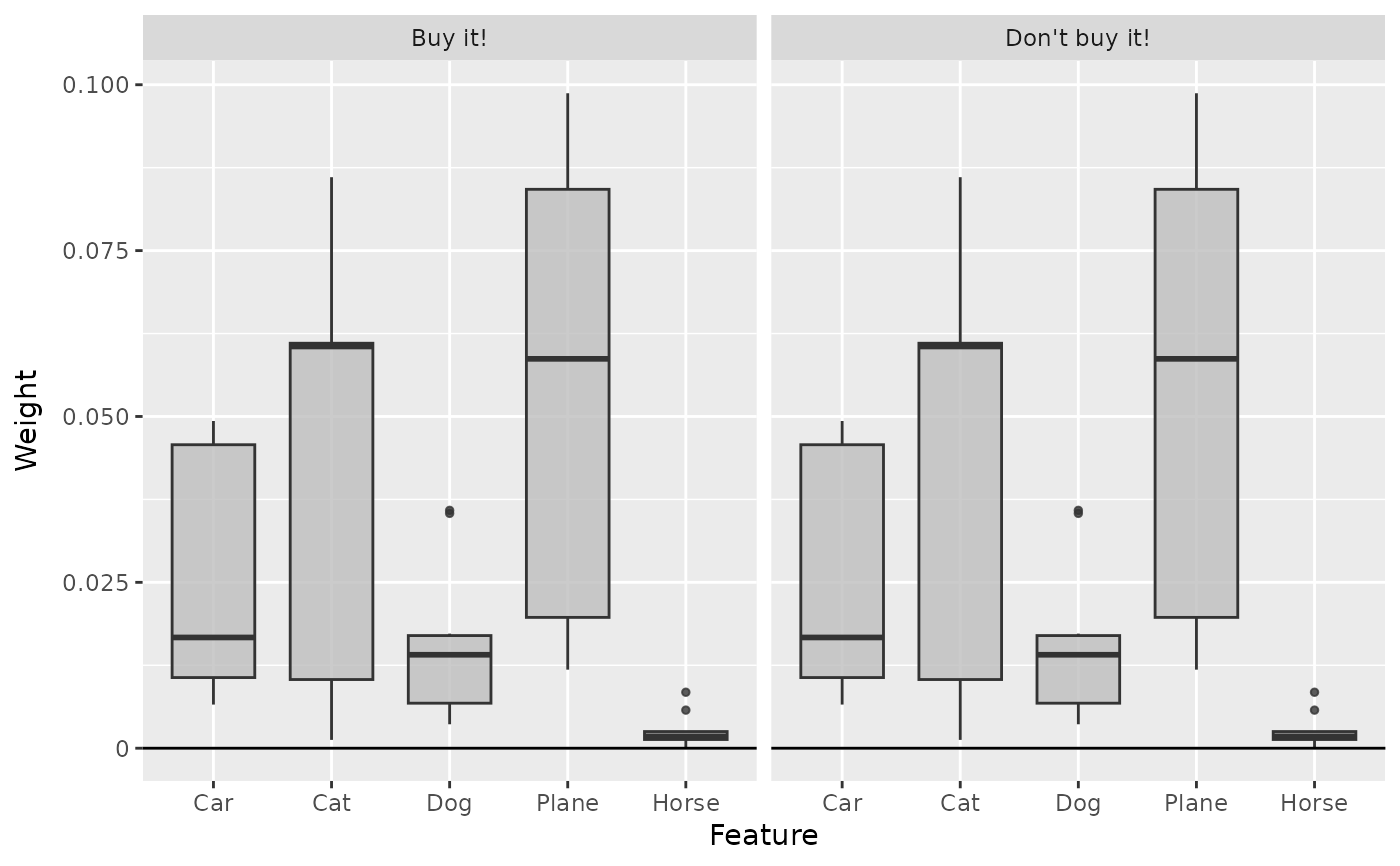 Buy it!
Don't buy it!
0.100
0.075
0.050
0.025
0
Weight
Car Cat Dog Plane Horse
Car Cat Dog Plane Horse
Feature